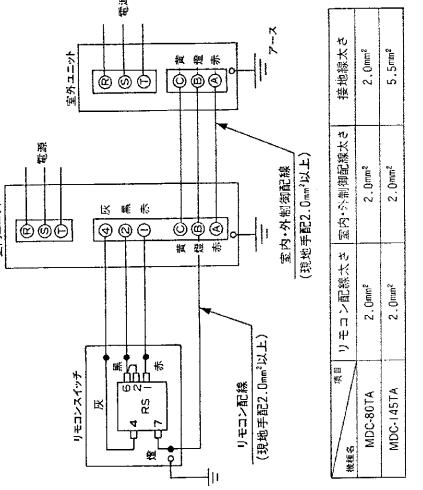 電源
室外ユニット
R
S
T
黄
橙
赤
C
B
A
アース
電源
R
S
T
灰
黒
赤
4
2
1
C
B
A
黄
橙
赤
室内・外制御配線
(現地手配2.0mm²以上)
リモコンスイッチ
灰
黒
赤
6
2
1
RS
4
7
橙
リモコン配線
(現地手配2.0mm²以上)
項目
機種名
リモコン配線太さ 室内・外制御配線太さ 接地線太さ
MDC-80TA 2.0mm² 2.0mm² 2.0mm²
MDC-145TA 2.0mm² 2.0mm² 5.5mm²